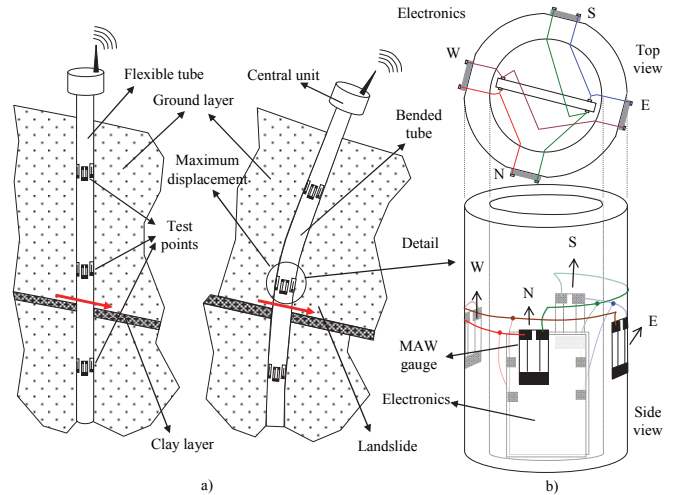 Flexible tube
Ground layer
Maximum
displacement
Test
points
Clay layer
Central unit
Bended
tube
Detail
Landslide
a)
Electronics
S
W
E
N
Top
view
W
N
S
E
MAW
gauge
Electronics
Side
view
b)